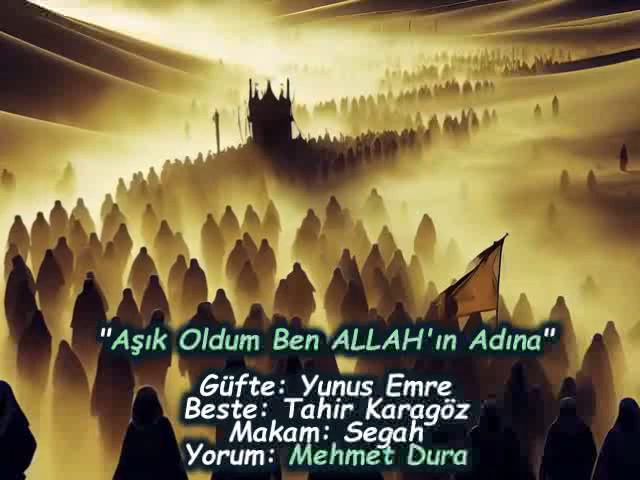 "Aşık Oldum Ben ALLAH'ın Adına"
Güfte: Yunus Emre
Beste: Tahir Karagöz
Makam: Segah
Yorum: Mehmet Dura